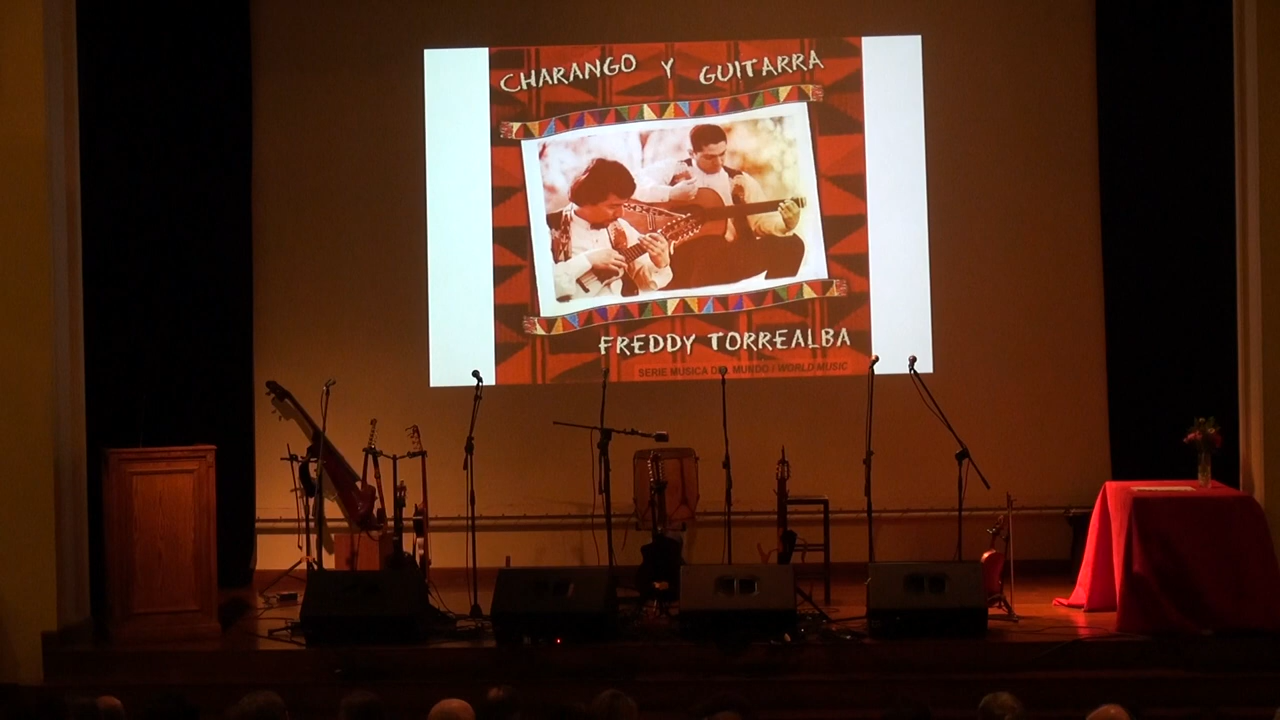 CHARANGO Y GUITARRA
FREDDY TORREALBA
SERIE MUSICA DEL MUNDO / WORLD MUSIC